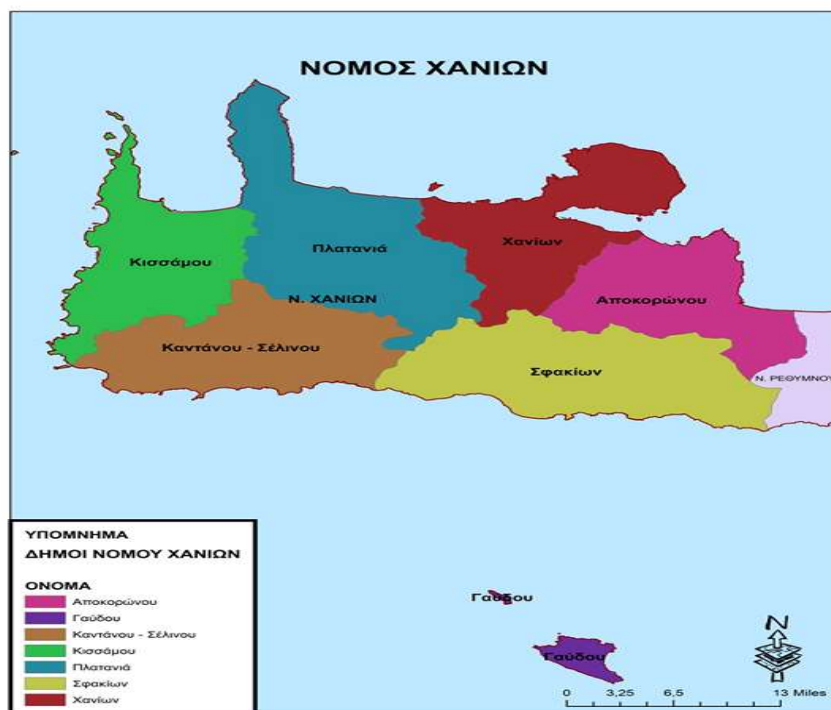 ΝΟΜΟΣ ΧΑΝΙΩΝ
Κισσάμου
Πλατανιά
Χανίων
Ν. ΧΑΝΙΩΝ
Αποκορώνου
Καντάνου - Σέλινου
Σφακίων
Ν. ΡΕΘΥΜΝΟΥ
ΥΠΟΜΝΗΜΑ
ΔΗΜΟΙ ΝΟΜΟΥ ΧΑΝΙΩΝ
ΟΝΟΜΑ
Αποκορώνου
Γαύδου
Καντάνου - Σέλινου
Κισσάμου
Πλατανιά
Σφακίων
Χανίων
Γαύδου
Γαύδου
N
0 3,25 6,5 13 Miles